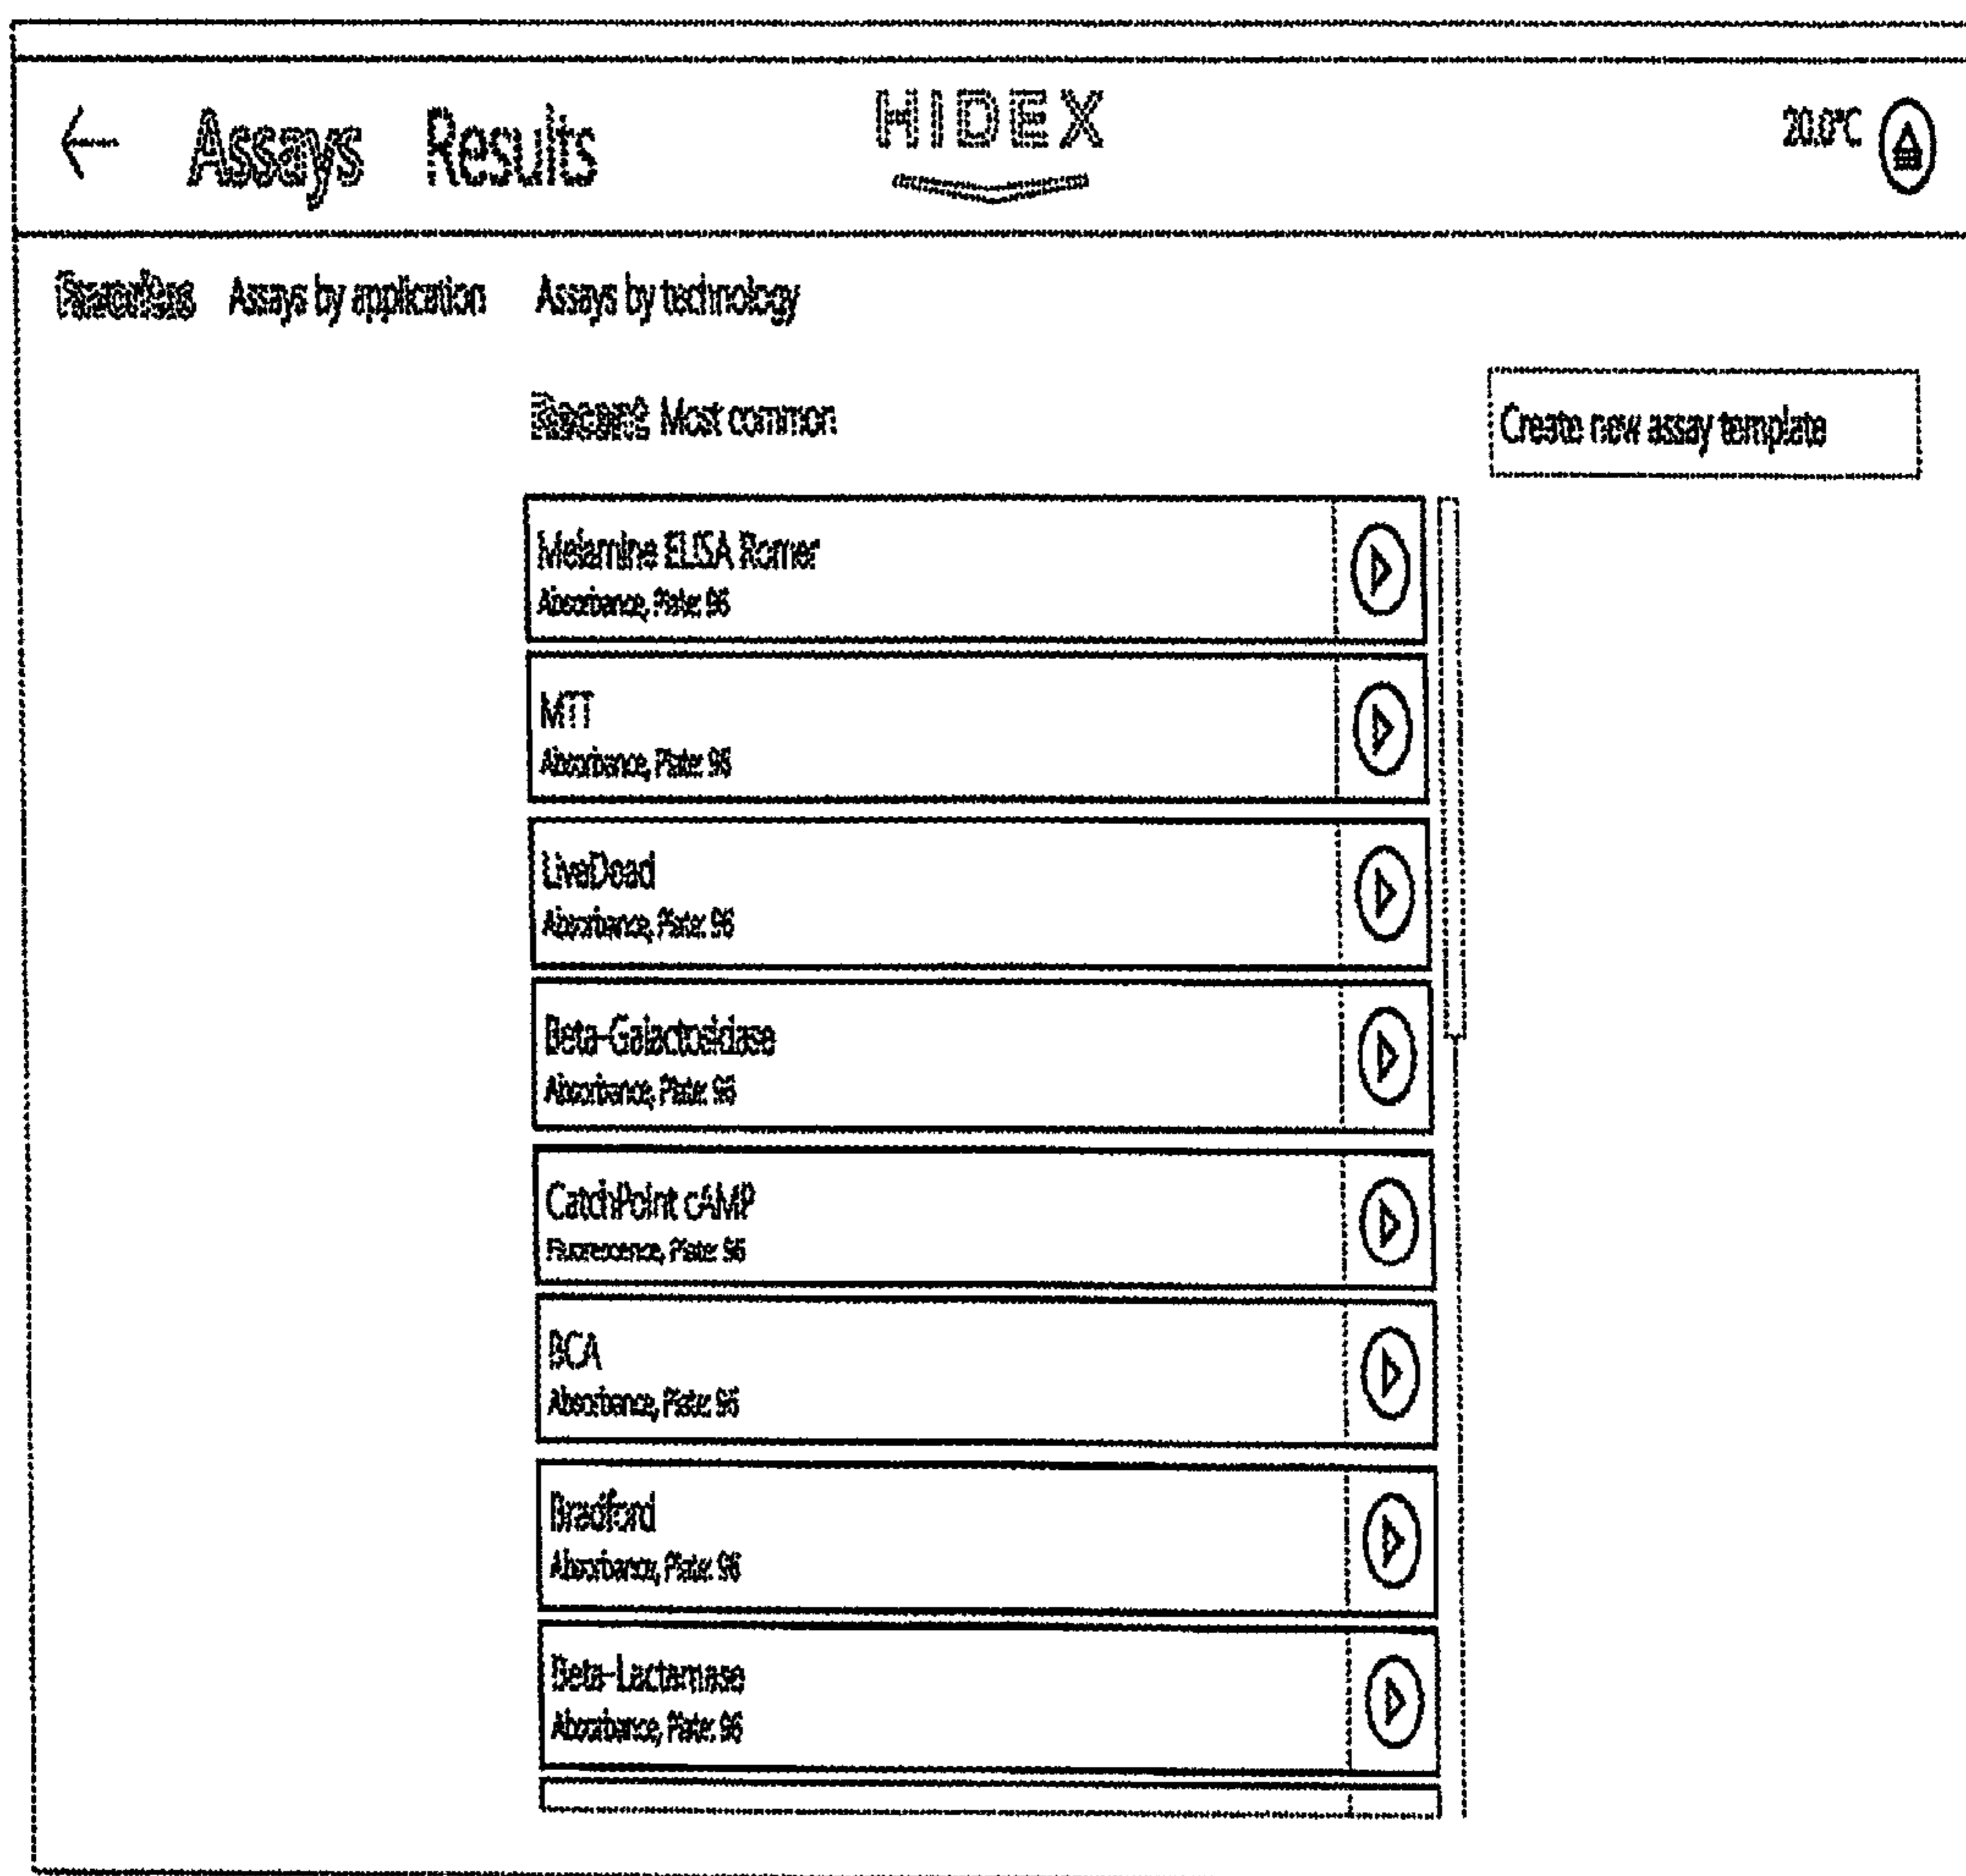 ← Assays Results HIDEX 20.0°C
Favourites Assays by application Assays by technology
Recent Most common Create new assay template
Melamine ELISA Romer
Absorbance, Plate: 96
MTT
Absorbance, Plate: 96
LiveDead
Absorbance, Plate: 96
Beta-Galactosidase
Absorbance, Plate: 96
CatchPoint cAMP
Fluorescence, Plate: 96
BCA
Absorbance, Plate: 96
Bradford
Absorbance, Plate: 96
Beta-Lactamase
Absorbance, Plate: 96